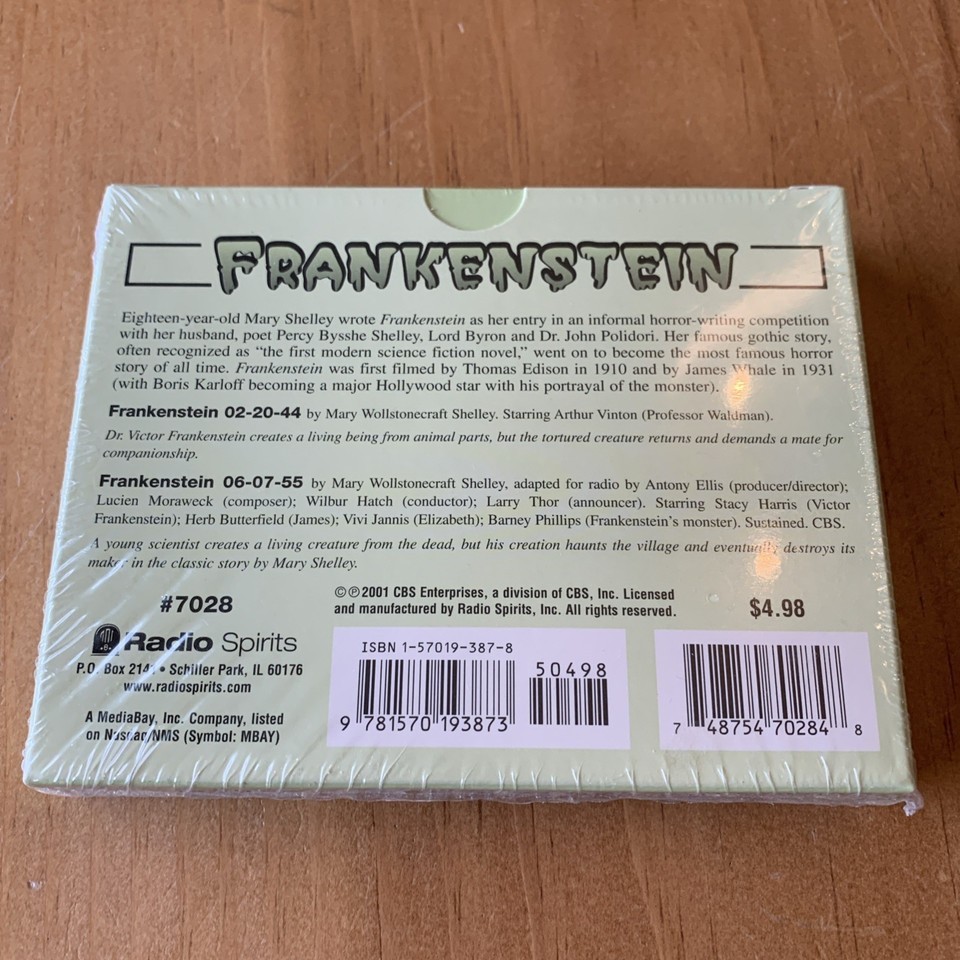 FRANKENSTEIN
Eighteen-year-old Mary Shelley wrote Frankenstein as her entry in an informal horror-writing competition
with her husband, poet Percy Bysshe Shelley, Lord Byron and Dr. John Polidori. Her famous gothic story,
often recognized as “the first modern science fiction novel,” went on to become the most famous horror
story of all time. Frankenstein was first filmed by Thomas Edison in 1910 and by James Whale in 1931
(with Boris Karloff becoming a major Hollywood star with his portrayal of the monster).
Frankenstein 02-20-44 by Mary Wollstonecraft Shelley. Starring Arthur Vinton (Professor Waldman).
Dr. Victor Frankenstein creates a living being from animal parts, but the tortured creature returns and demands a mate for
companionship.
Frankenstein 06-07-55 by Mary Wollstonecraft Shelley, adapted for radio by Antony Ellis (producer/director);
Lucien Moraweck (composer); Wilbur Hatch (conductor); Larry Thor (announcer). Starring Stacy Harris (Victor
Frankenstein); Herb Butterfield (James); Vivi Jannis (Elizabeth); Barney Phillips (Frankenstein’s monster). Sustained. CBS.
A young scientist creates a living creature from the dead, but his creation haunts the village and eventually destroys its
maker in the classic story by Mary Shelley.
#7028
©℗2001 CBS Enterprises, a division of CBS, Inc. Licensed
and manufactured by Radio Spirits, Inc. All rights reserved.
$4.98
Radio Spirits
P.O. Box • Schiller Park, IL 60176
www.radiospirits.com
A MediaBay, Inc. Company, listed
on Nasdaq/NMS (Symbol: MBAY)
ISBN 1-57019-387-8
50498
9 781570 193873
7 48754 70284 8